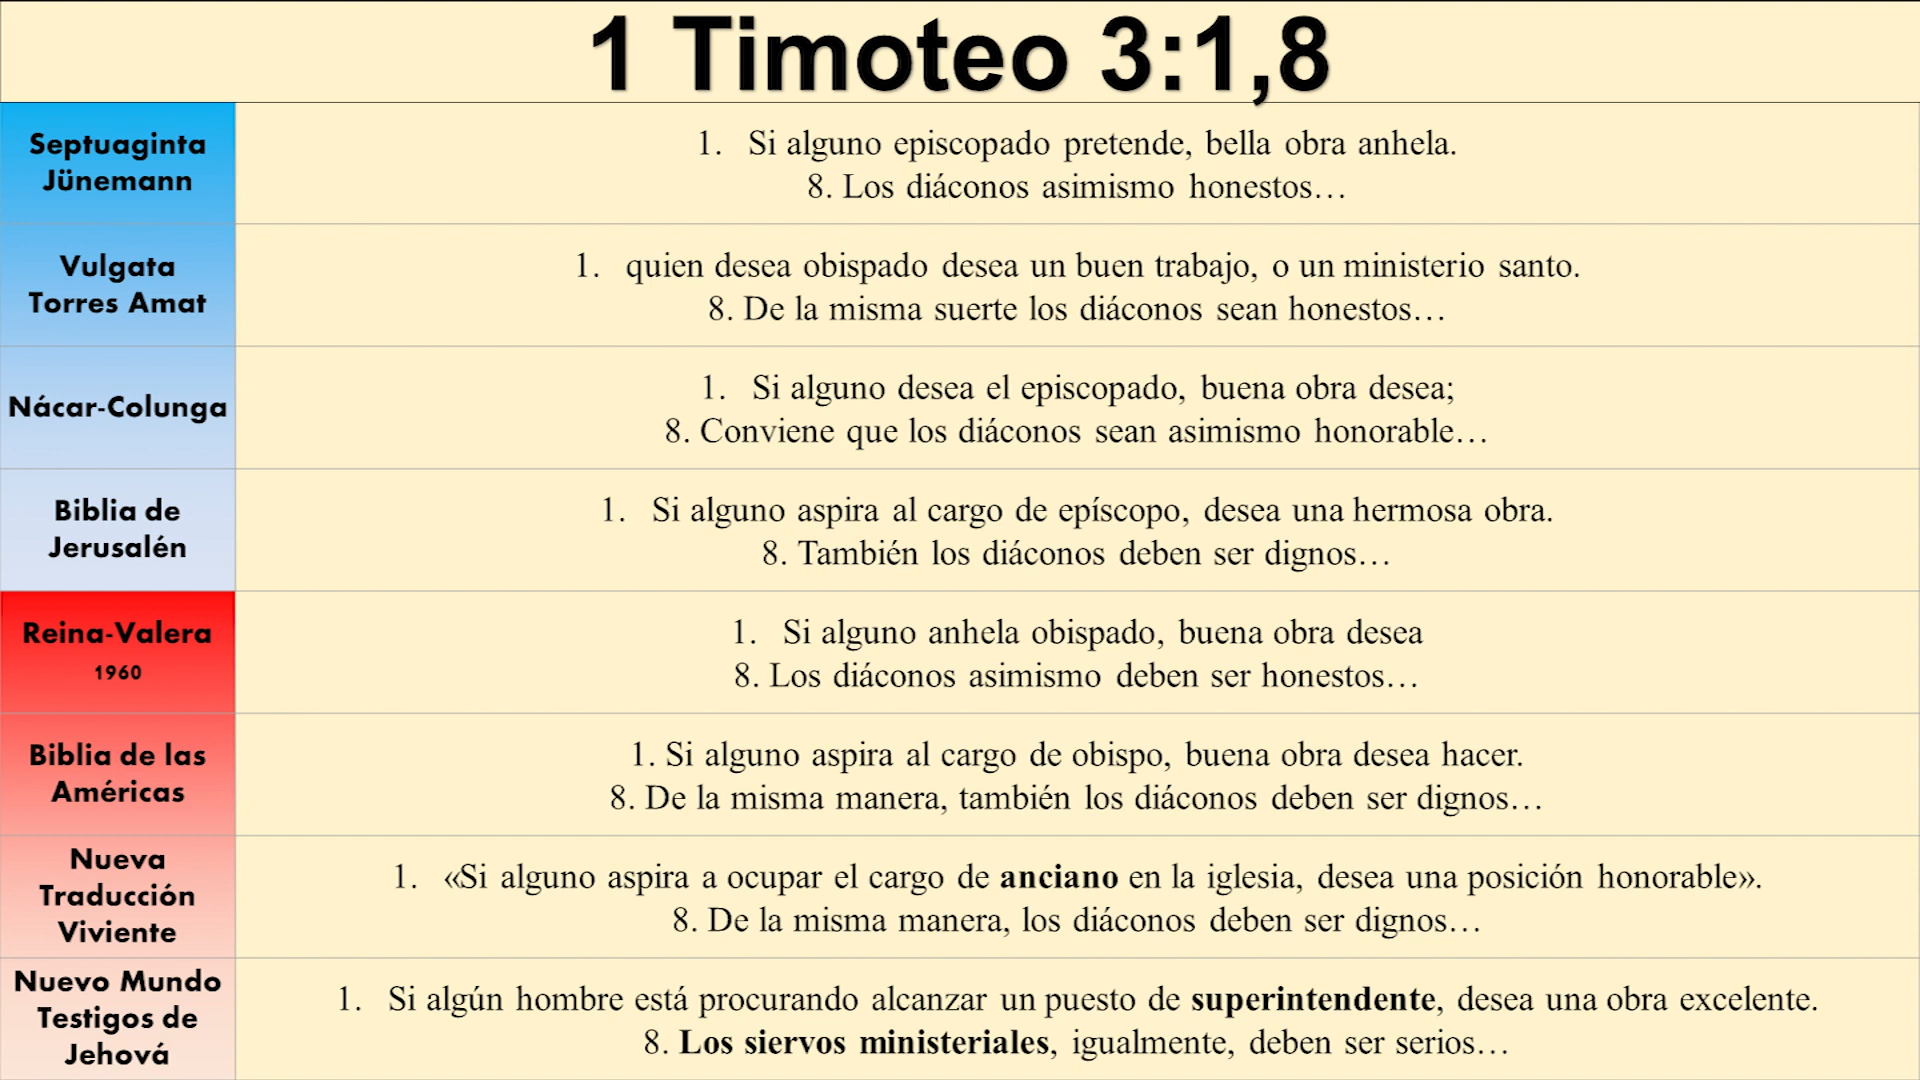 1 Timoteo 3:1,8
Septuaginta
Jünemann
1. Si alguno episcopado pretende, bella obra anhela.
8. Los diáconos asimismo honestos…
Vulgata
Torres Amat
1. quien desea obispado desea un buen trabajo, o un ministerio santo.
8. De la misma suerte los diáconos sean honestos…
Nácar-Colunga
1. Si alguno desea el episcopado, buena obra desea;
8. Conviene que los diáconos sean asimismo honorable…
Biblia de
Jerusalén
1. Si alguno aspira al cargo de epíscopo, desea una hermosa obra.
8. También los diáconos deben ser dignos…
Reina-Valera
1960
1. Si alguno anhela obispado, buena obra desea
8. Los diáconos asimismo deben ser honestos…
Biblia de las
Américas
1. Si alguno aspira al cargo de obispo, buena obra desea hacer.
8. De la misma manera, también los diáconos deben ser dignos…
Nueva
Traducción
Viviente
1. «Si alguno aspira a ocupar el cargo de anciano en la iglesia, desea una posición honorable».
8. De la misma manera, los diáconos deben ser dignos…
Nuevo Mundo
Testigos de
Jehová
1. Si algún hombre está procurando alcanzar un puesto de superintendente, desea una obra excelente.
8. Los siervos ministeriales, igualmente, deben ser serios…